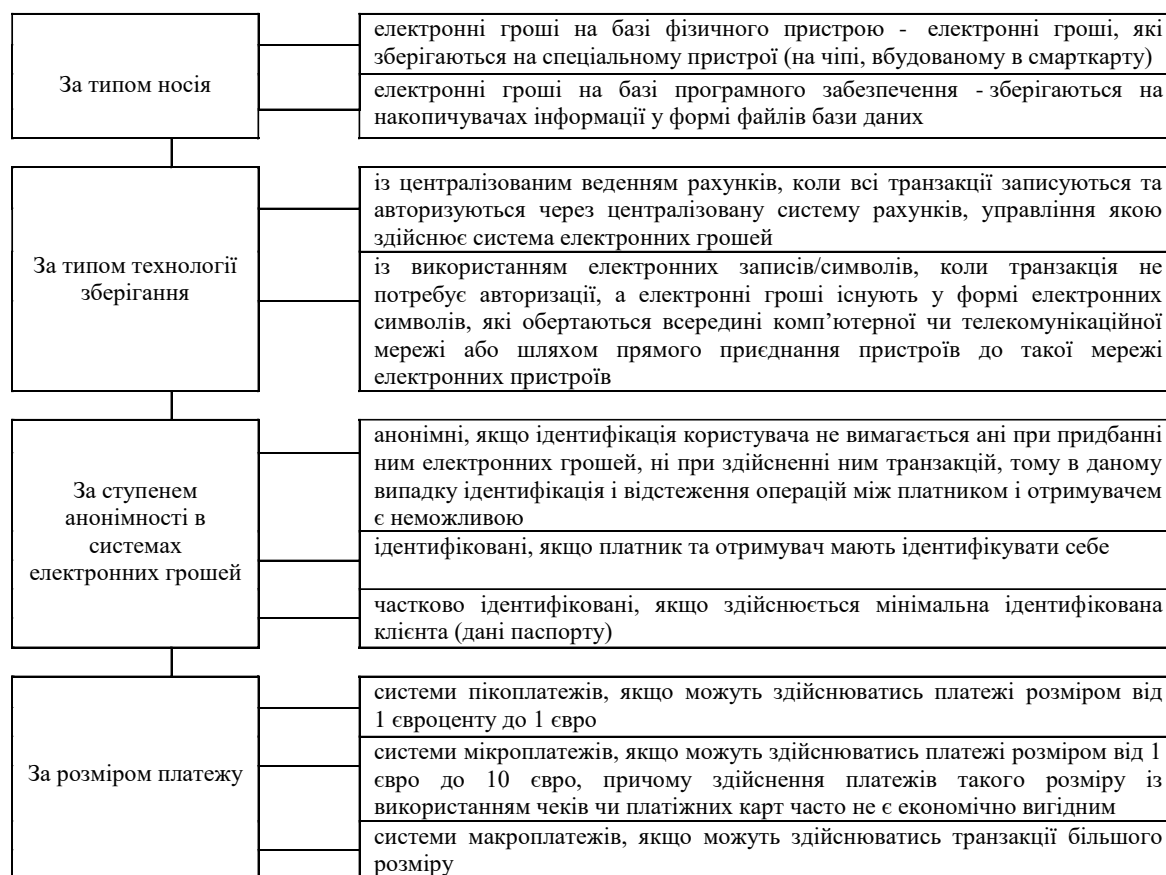 За типом носія
електронні гроші на базі фізичного пристрою - електронні гроші, які
зберігаються на спеціальному пристрої (на чіпі, вбудованому в смарткарту)
електронні гроші на базі програмного забезпечення - зберігаються на
накопичувачах інформації у формі файлів бази даних
За типом технології
зберігання
із централізованим веденням рахунків, коли всі транзакції записуються та
авторизуються через централізовану систему рахунків, управління якою
здійснює система електронних грошей
із використанням електронних записів/символів, коли транзакція не
потребує авторизації, а електронні гроші існують у формі електронних
символів, які обертаються всередині комп’ютерної чи телекомунікаційної
мережі або шляхом прямого приєднання пристроїв до такої мережі
електронних пристроїв
За ступенем
анонімності в
системах
електронних грошей
анонімні, якщо ідентифікація користувача не вимагається ані при придбанні
ним електронних грошей, ні при здійсненні ним транзакцій, тому в даному
випадку ідентифікація і відстеження операцій між платником і отримувачем
є неможливою
ідентифіковані, якщо платник та отримувач мають ідентифікувати себе
частково ідентифіковані, якщо здійснюється мінімальна ідентифікована
клієнта (дані паспорту)
За розміром платежу
системи пікоплатежів, якщо можуть здійснюватись платежі розміром від
1 євроценту до 1 євро
системи мікроплатежів, якщо можуть здійснюватись платежі розміром від 1
євро до 10 євро, причому здійснення платежів такого розміру із
використанням чеків чи платіжних карт часто не є економічно вигідним
системи макроплатежів, якщо можуть здійснюватись транзакції більшого
розміру